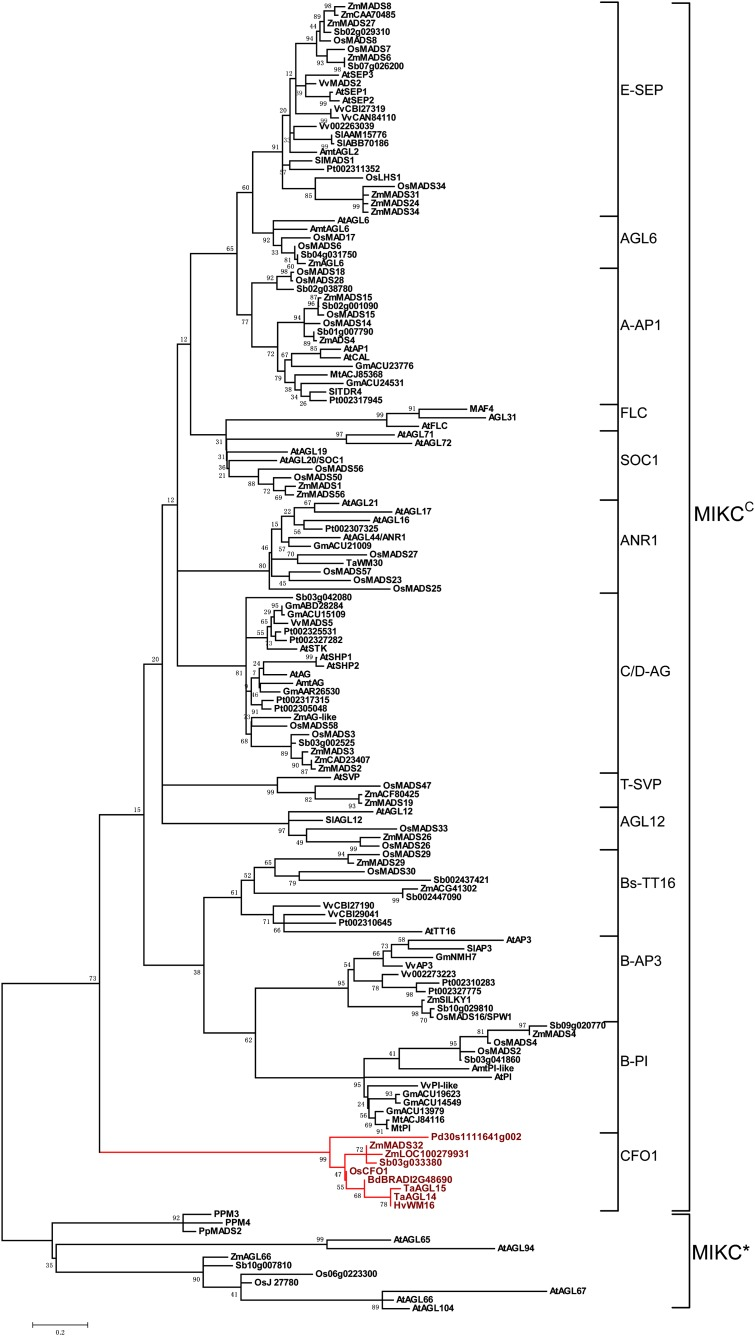 ZmMADS8
ZmCAA70485
ZmMADS27
Sb02g029310
OsMADS8
OsMADS7
ZmMADS6
Sb07g026200
AtSEP3
VvMADS2
AtSEP1
AtSEP2
VvCBI27319
VvCAN84110
Vv002263039
SlAAM15776
SlABB70186
AmtAGL2
SlMADS1
Pt002311352
OsLHS1
OsMADS34
ZmMADS31
ZmMADS24
ZmMADS34
E-SEP
AtAGL6
AmtAGL6
OsMAD17
OsMADS6
Sb04g031750
ZmAGL6
AGL6
OsMADS18
OsMADS28
Sb02g038780
ZmMADS15
Sb02g001090
OsMADS15
OsMADS14
Sb01g007790
ZmADS4
AtAP1
AtCAL
GmACU23776
MtACJ85368
GmACU24531
SlTDR4
Pt002317945
A-AP1
MAF4
AGL31
AtFLC
FLC
AtAGL71
AtAGL72
AtAGL19
AtAGL20/SOC1
OsMADS56
OsMADS50
ZmMADS1
ZmMADS56
SOC1
AtAGL21
AtAGL17
AtAGL16
Pt002307325
AtAGL44/ANR1
GmACU21009
OsMADS27
TaWM30
OsMADS57
OsMADS23
OsMADS25
ANR1
MIKCC
Sb03g042080
GmABD28284
GmACU15109
VvMADS5
Pt002325531
Pt002327282
AtSTK
AtSHP1
AtSHP2
AtAG
AmtAG
GmAAR26530
Pt002317315
Pt002305048
ZmAG-like
OsMADS58
OsMADS3
Sb03g002525
ZmMADS3
ZmCAD23407
ZmMADS2
C/D-AG
AtSVP
OsMADS47
ZmACF80425
ZmMADS19
T-SVP
AtAGL12
SlAGL12
OsMADS33
ZmMADS26
OsMADS26
AGL12
OsMADS29
ZmMADS29
OsMADS30
Sb002437421
ZmACG41302
Sb002447090
VvCBI27190
VvCBI29041
Pt002310645
AtTT16
Bs-TT16
AtAP3
SlAP3
GmNMH7
VvAP3
Vv002273223
Pt002310283
Pt002327775
ZmSILKY1
Sb10g029810
OsMADS16/SPW1
B-AP3
Sb09g020770
ZmMADS4
OsMADS4
OsMADS2
Sb03g041860
AmtPI-like
AtPI
VvPI-like
GmACU19623
GmACU14549
GmACU13979
MtACJ84116
MtPI
B-PI
Pd30s1111641g002
ZmMADS32
ZmLOC100279931
Sb03g033380
OsCFO1
BdBRADI2G48690
TaAGL15
TaAGL14
HvWM16
CFO1
PPM3
PPM4
PpMADS2
AtAGL65
AtAGL94
ZmAGL66
Sb10g007810
Os06g0223300
OsJ 27780
AtAGL67
AtAGL66
AtAGL104
MIKC*
0.2